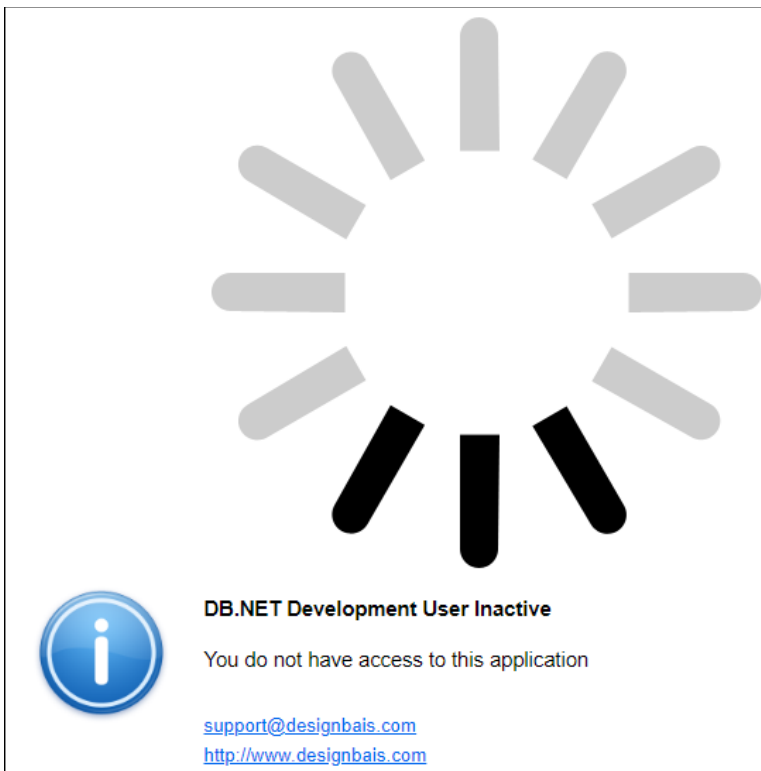 DB.NET Development User Inactive
You do not have access to this application
support@designbais.com
http://www.designbais.com